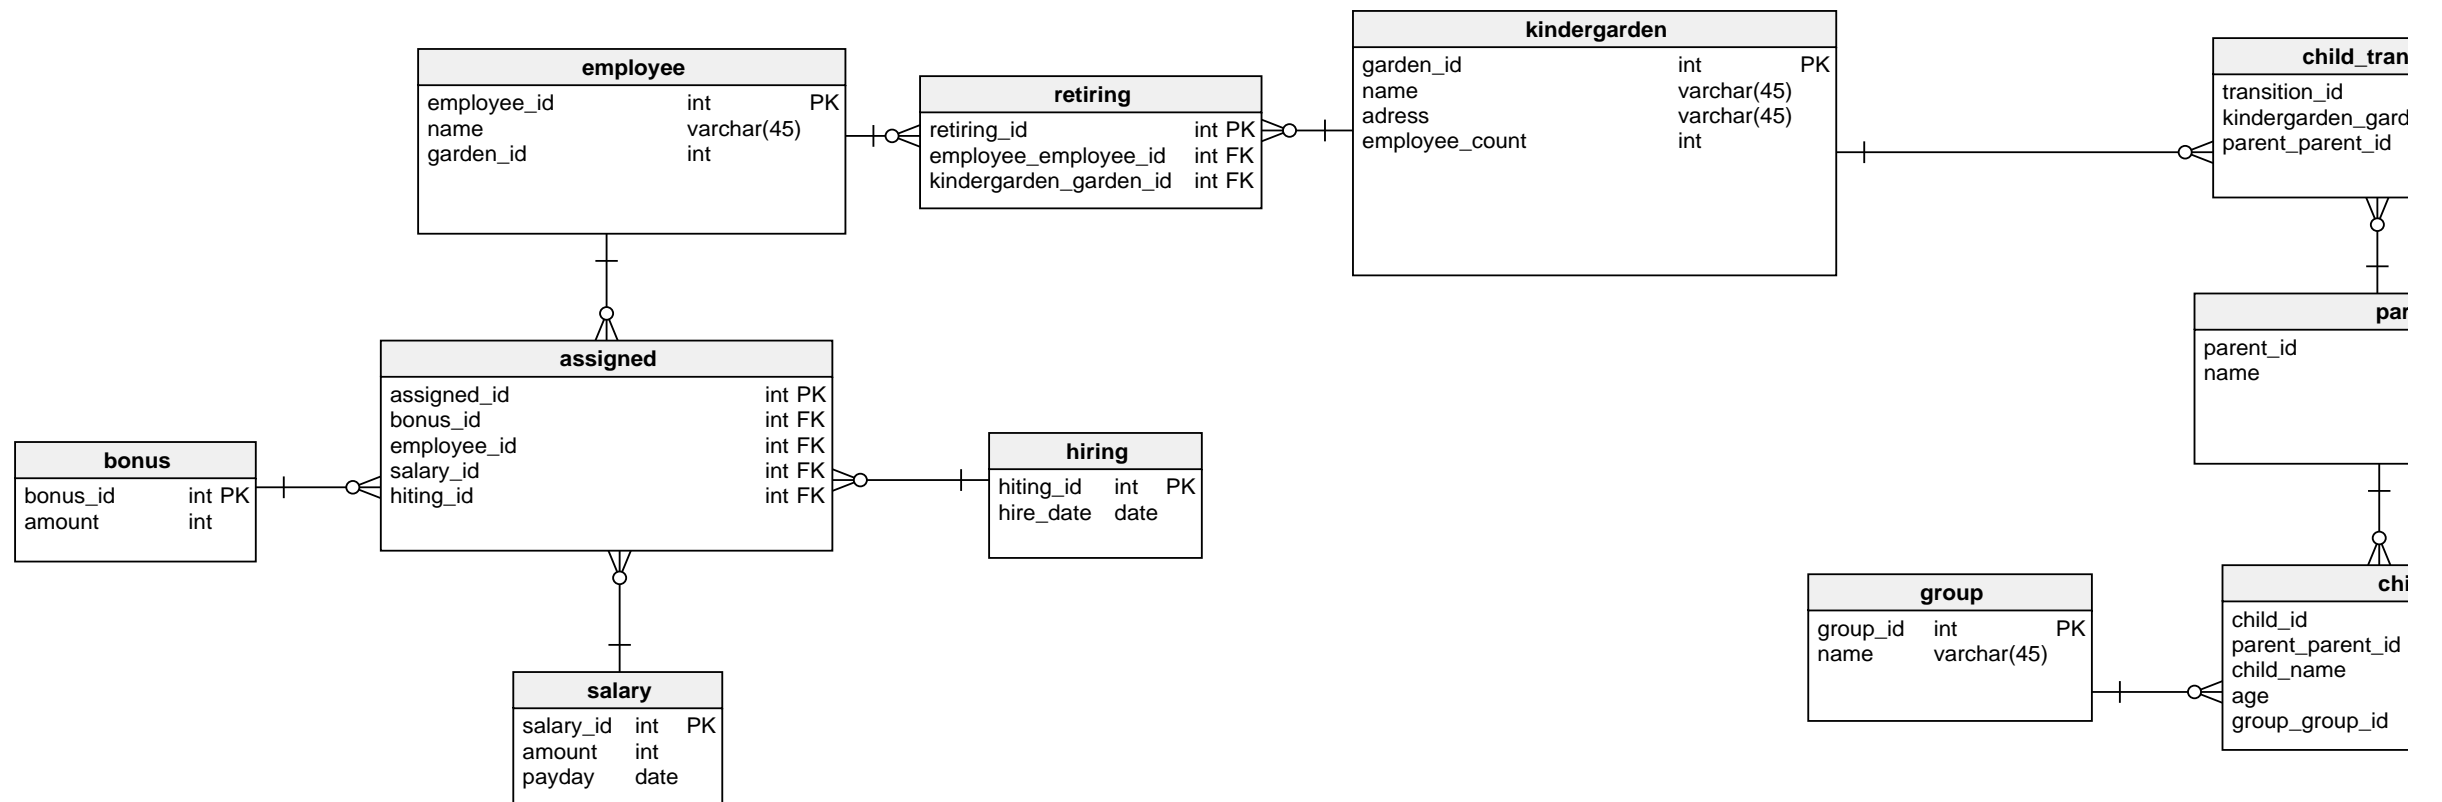 employee
employee_id int PK
name varchar(45)
garden_id int
retiring
retiring_id int PK
employee_employee_id int FK
kindergarden_garden_id int FK
kindergarden
garden_id int PK
name varchar(45)
adress varchar(45)
employee_count int
child_tran
transition_id
kindergarden_gard
parent_parent_id
par
parent_id
name
assigned
assigned_id int PK
bonus_id int FK
employee_id int FK
salary_id int FK
hiting_id int FK
bonus
bonus_id int PK
amount int
hiring
hiting_id int PK
hire_date date
salary
salary_id int PK
amount int
payday date
group
group_id int PK
name varchar(45)
chi
child_id
parent_parent_id
child_name
age
group_group_id